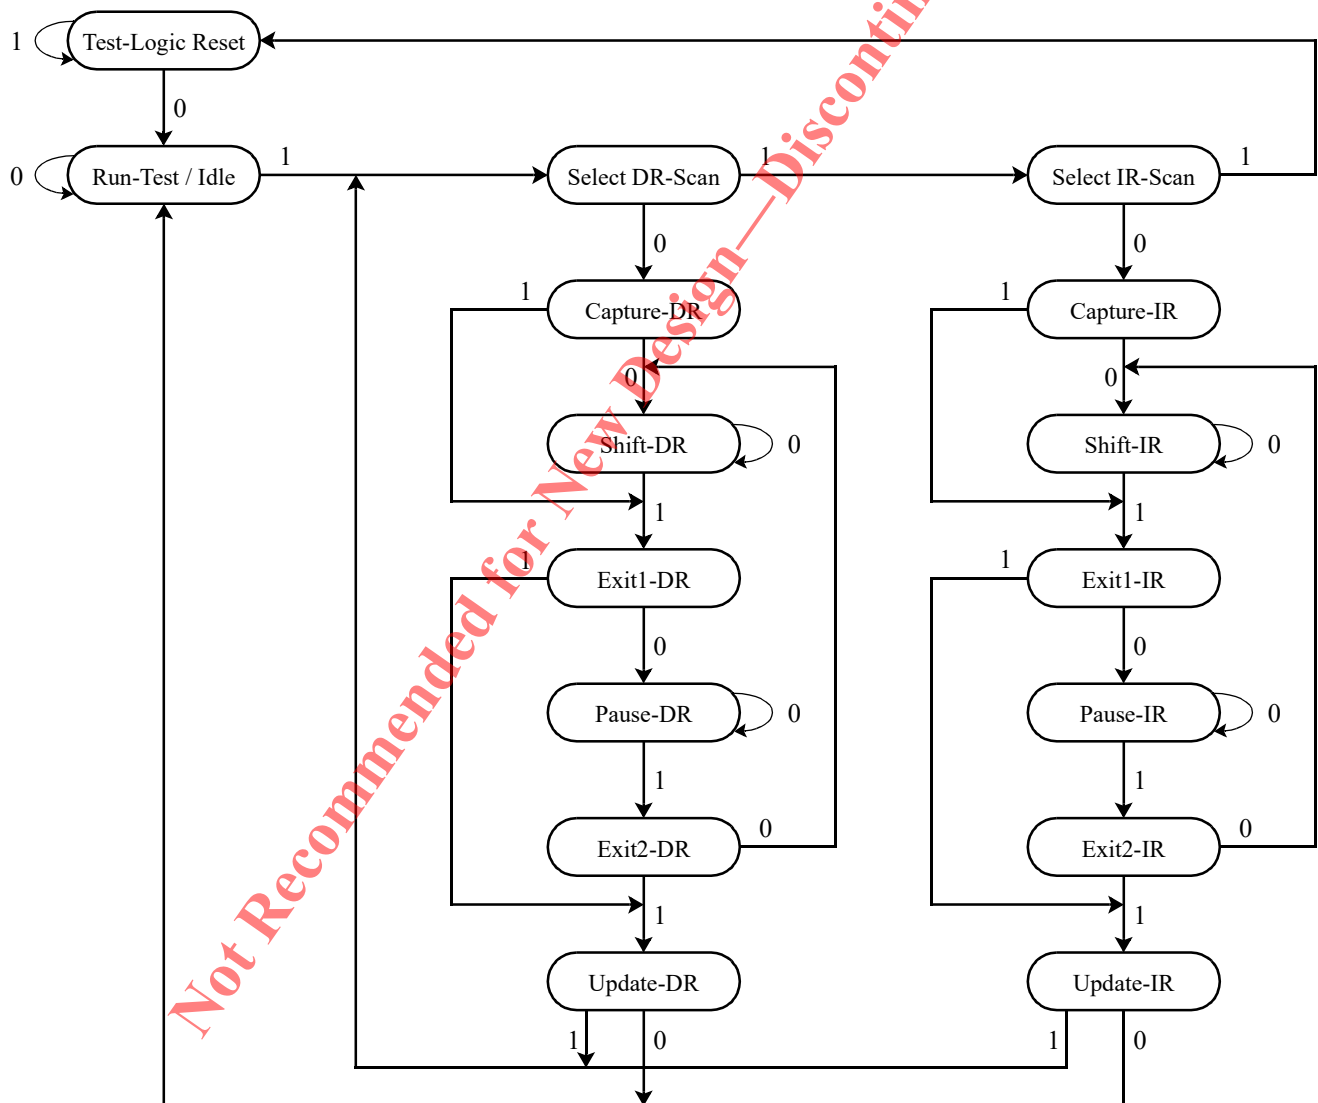 1
Test-Logic Reset
0
0
Run-Test / Idle
1
Select DR-Scan
1
Select IR-Scan
1
0
0
1
Capture-DR
1
Capture-IR
0
0
Shift-DR
0
Shift-IR
0
1
1
1
Exit1-DR
1
Exit1-IR
0
0
Pause-DR
0
Pause-IR
0
1
1
Exit2-DR
0
Exit2-IR
0
1
1
Update-DR
Update-IR
1
0
1
0
Not Recommended for New Design—Discontin